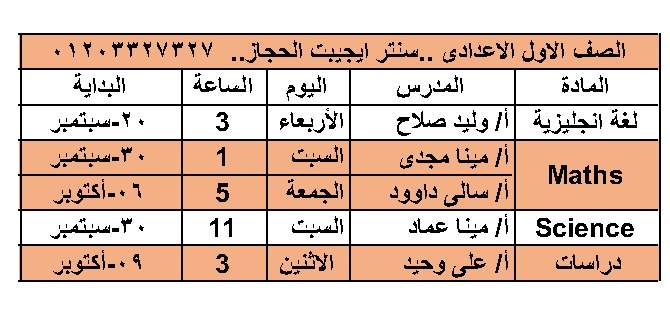 الصف الاول الاعدادى ..سنتر ايجيبت الحجاز.. ٠١٢٠٣٣٢٧٣٢٧
المادة المدرس اليوم الساعة البداية
لغة انجليزية أ/ وليد صلاح الأربعاء 3 ٢٠-سبتمبر
Maths أ/ مينا مجدى السبت 1 ٣٠-سبتمبر
أ/ سالى داوود الجمعة 5 ٠٦-أكتوبر
Science أ/ مينا عماد السبت 11 ٣٠-سبتمبر
دراسات أ/ على وحيد الاثنين 3 ٠٩-أكتوبر